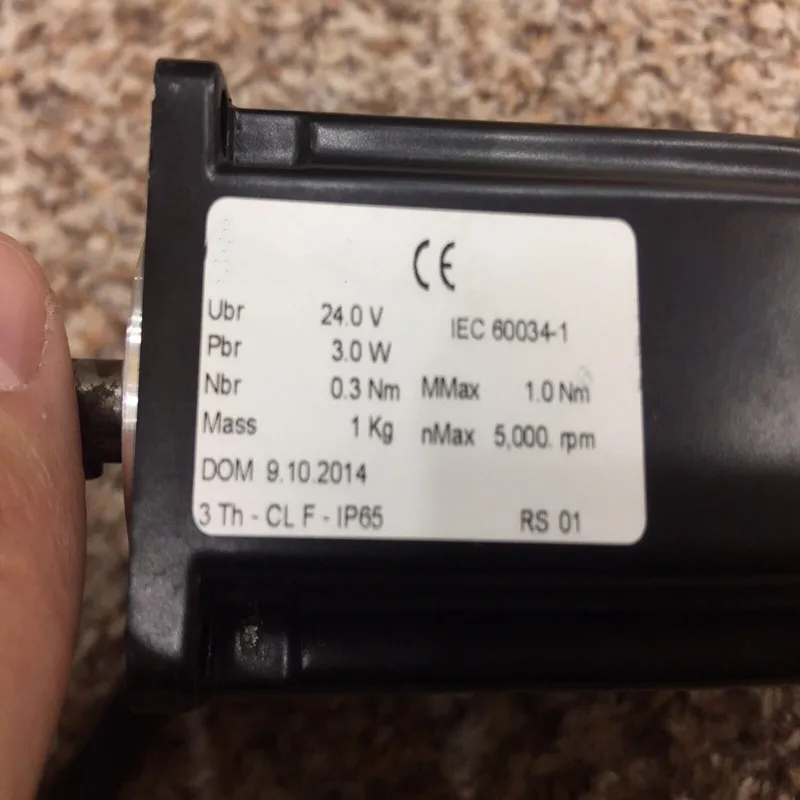 CE
Ubr 24.0 V IEC 60034-1
Pbr 3.0 W
Nbr 0.3 Nm MMax 1.0 Nm
Mass 1 Kg nMax 5,000. rpm
DOM 9.10.2014
3 Th - CL F - IP65 RS 01